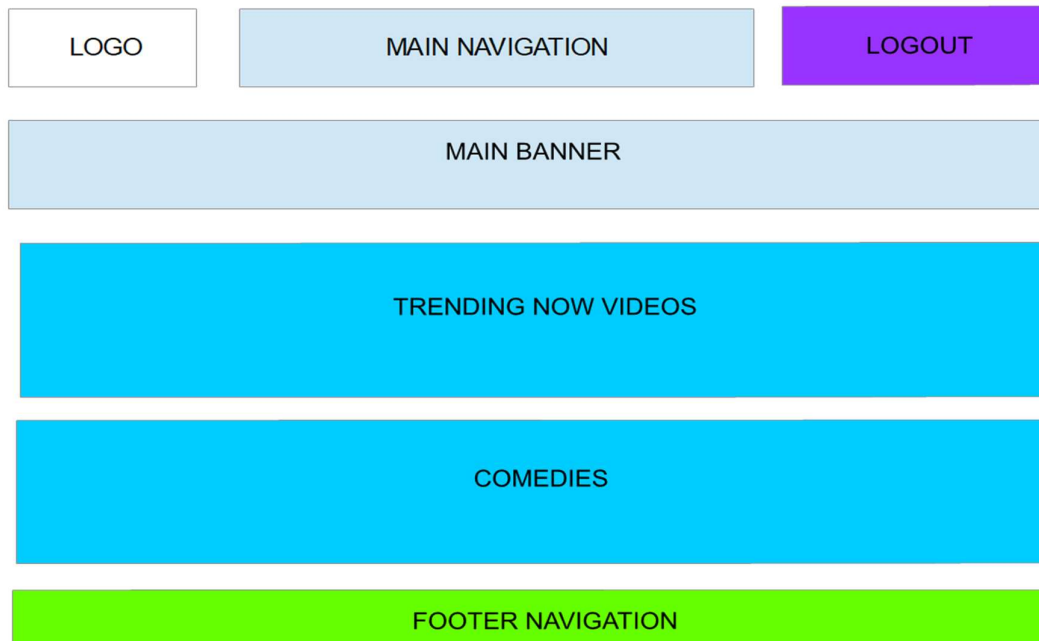 LOGO
MAIN NAVIGATION
LOGOUT
MAIN BANNER
TRENDING NOW VIDEOS
COMEDIES
FOOTER NAVIGATION